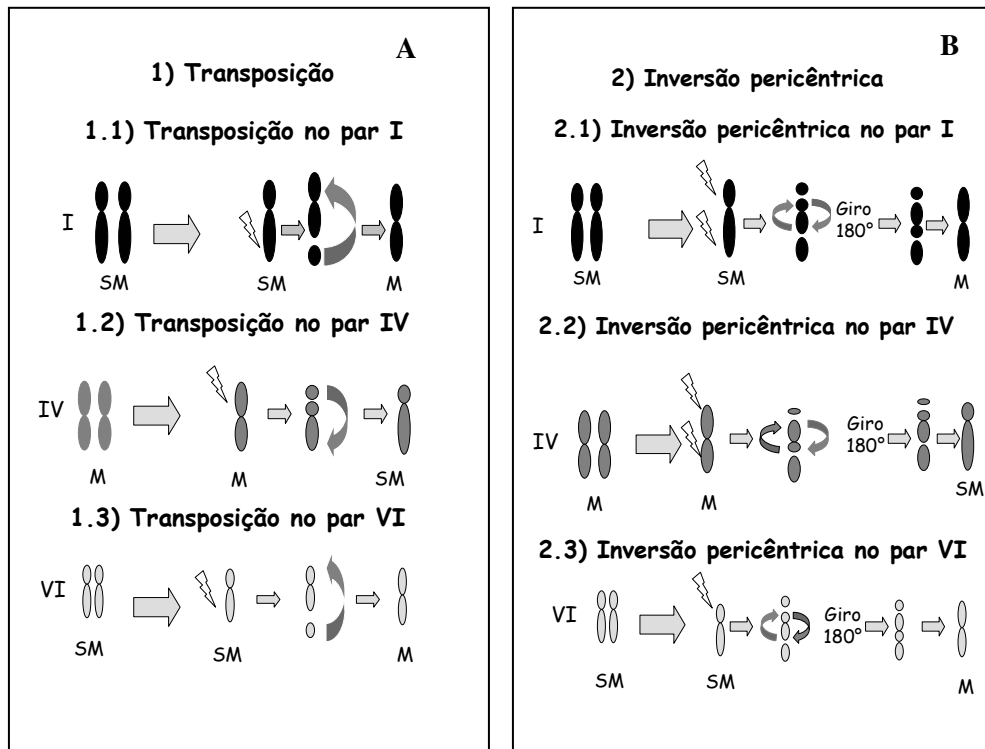 A
1) Transposição
1.1) Transposição no par I
I
SM
SM
M
1.2) Transposição no par IV
IV
M
M
SM
1.3) Transposição no par VI
VI
SM
SM
M
B
2) Inversão pericêntrica
2.1) Inversão pericêntrica no par I
I
Giro
180°
SM
SM
M
2.2) Inversão pericêntrica no par IV
IV
Giro
180°
M
M
SM
2.3) Inversão pericêntrica no par VI
VI
Giro
180°
SM
SM
M